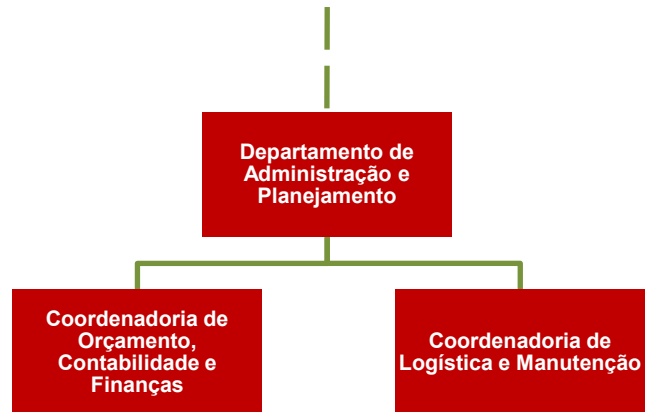 Departamento de
Administração e
Planejamento
Coordenadoria de
Orçamento,
Contabilidade e
Finanças
Coordenadoria de
Logística e Manutenção